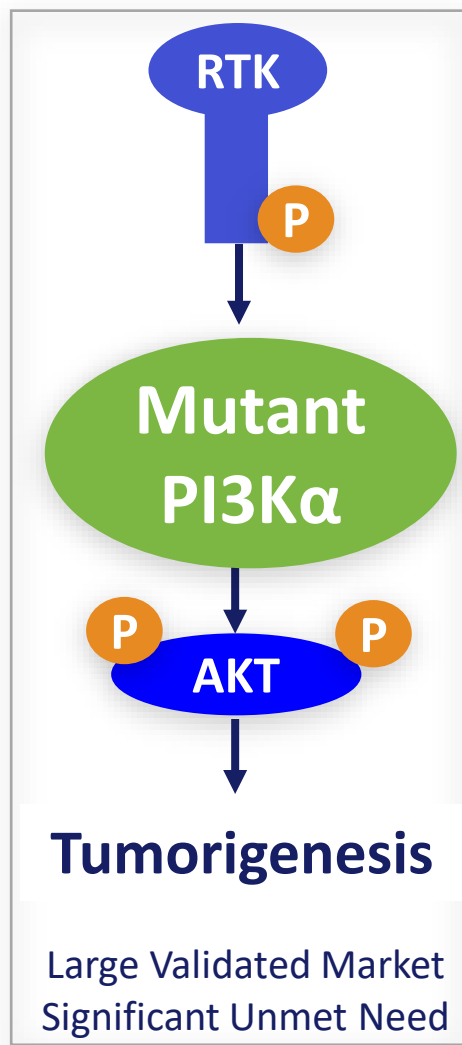 RTK
P
Mutant
PI3Kα
P
P
AKT
Tumorigenesis
Large Validated Market
Significant Unmet Need